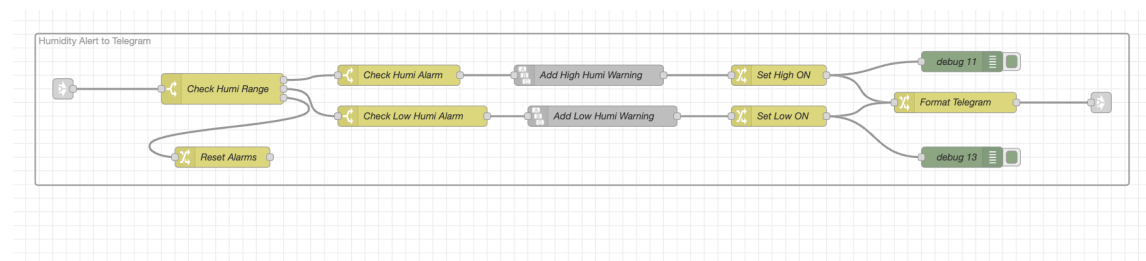 Humidity Alert to Telegram
debug 11
Check Humi Alarm
Add High Humi Warning
Set High ON
Check Humi Range
Format Telegram
Check Low Humi Alarm
Add Low Humi Warning
Set Low ON
Reset Alarms
debug 13